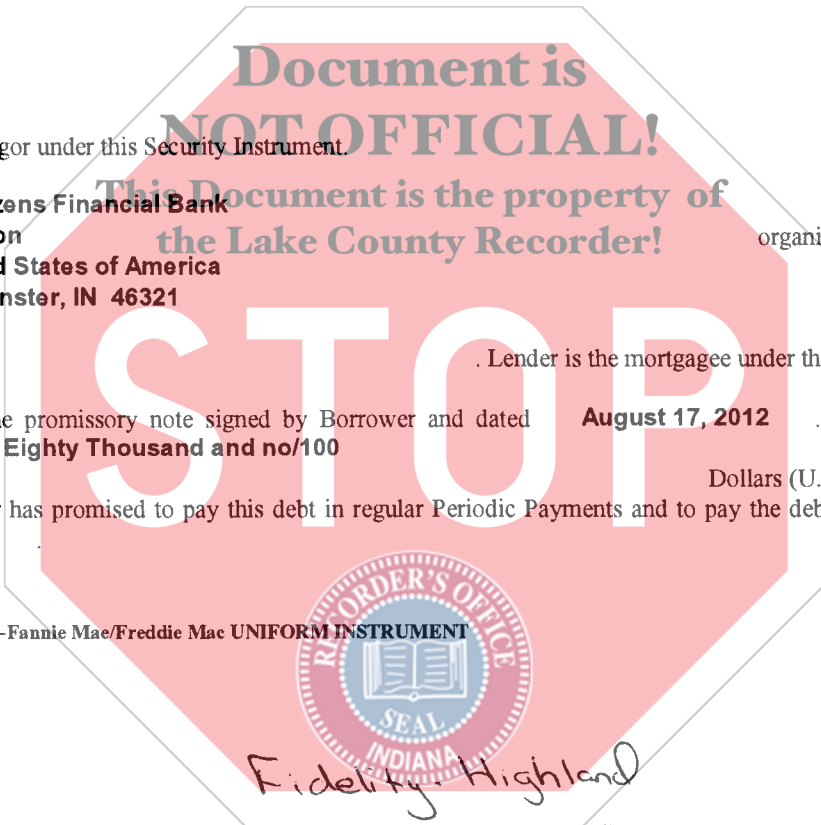 Document is
NOT OFFICIAL!
gor under this Security Instrument.
This Document is the property of
zens Financial Bank
on
the Lake County Recorder!
organi
d States of America
nster, IN 46321
STOP
. Lender is the mortgagee under th
e promissory note signed by Borrower and dated August 17, 2012 .
Eighty Thousand and no/100
Dollars (U.
r has promised to pay this debt in regular Periodic Payments and to pay the deb
.
-Fannie Mae/Freddie Mac UNIFORM INSTRUMENT
RECORDER'S OFFICE
SEAL
INDIANA
Fidelity-Highland